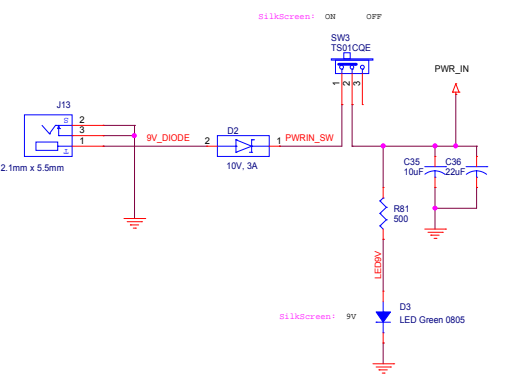 SilkScreen: ON OFF
SW3
TS01CQE
PWR_IN
1
2
3
J13
S
2
3
1
2.1mm x 5.5mm
9V_DIODE
2
D2
1
PWRIN_SW
10V, 3A
C35
10uF
C36
22uF
R81
500
LED9V
D3
LED Green 0805
SilkScreen: 9V